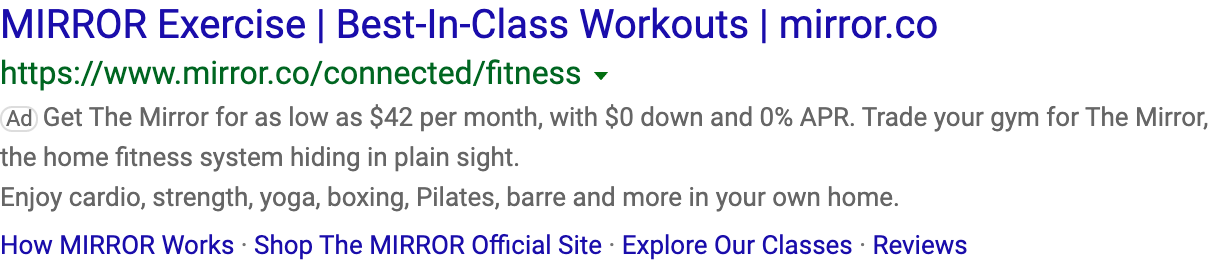 MIRROR Exercise | Best-In-Class Workouts | mirror.co
https://www.mirror.co/connected/fitness
Ad Get The Mirror for as low as $42 per month, with $0 down and 0% APR. Trade your gym for The Mirror,
the home fitness system hiding in plain sight.
Enjoy cardio, strength, yoga, boxing, Pilates, barre and more in your own home.
How MIRROR Works · Shop The MIRROR Official Site · Explore Our Classes · Reviews